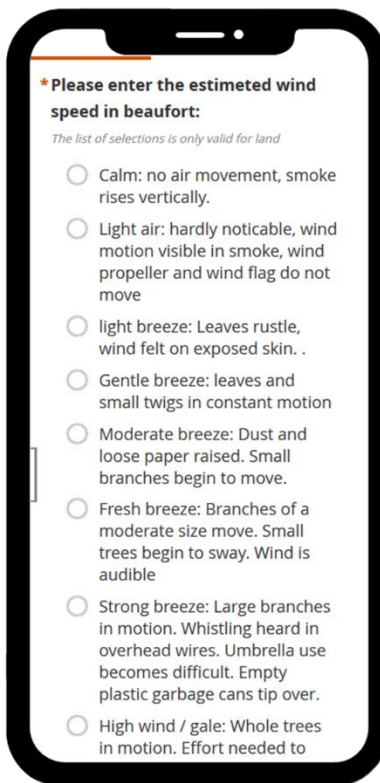 *Please enter the estimeted wind
speed in beaufort:
The list of selections is only valid for land
Calm: no air movement, smoke
rises vertically.
Light air: hardly noticable, wind
motion visible in smoke, wind
propeller and wind flag do not
move
light breeze: Leaves rustle,
wind felt on exposed skin. .
Gentle breeze: leaves and
small twigs in constant motion
Moderate breeze: Dust and
loose paper raised. Small
branches begin to move.
Fresh breeze: Branches of a
moderate size move. Small
trees begin to sway. Wind is
audible
Strong breeze: Large branches
in motion. Whistling heard in
overhead wires. Umbrella use
becomes difficult. Empty
plastic garbage cans tip over.
High wind / gale: Whole trees
in motion. Effort needed to